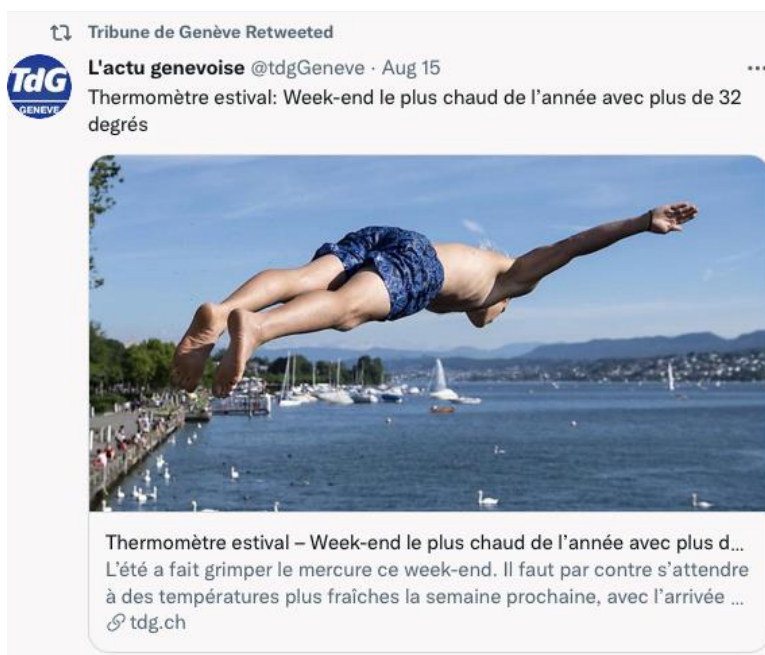 Tribune de Genève Retweeted
TdG
GENEVE
L'actu genevoise @tdgGeneve · Aug 15
Thermomètre estival: Week-end le plus chaud de l’année avec plus de 32
degrés
Thermomètre estival – Week-end le plus chaud de l’année avec plus d...
L’été a fait grimper le mercure ce week-end. Il faut par contre s’attendre
à des températures plus fraîches la semaine prochaine, avec l’arrivée ...
tdg.ch